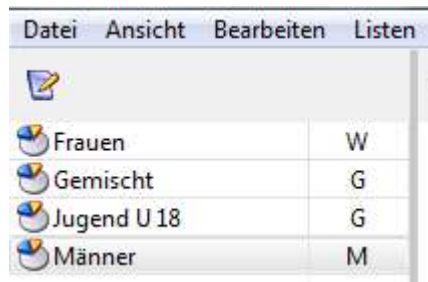 Datei Ansicht Bearbeiten Listen
Frauen W
Gemischt G
Jugend U 18 G
Männer M